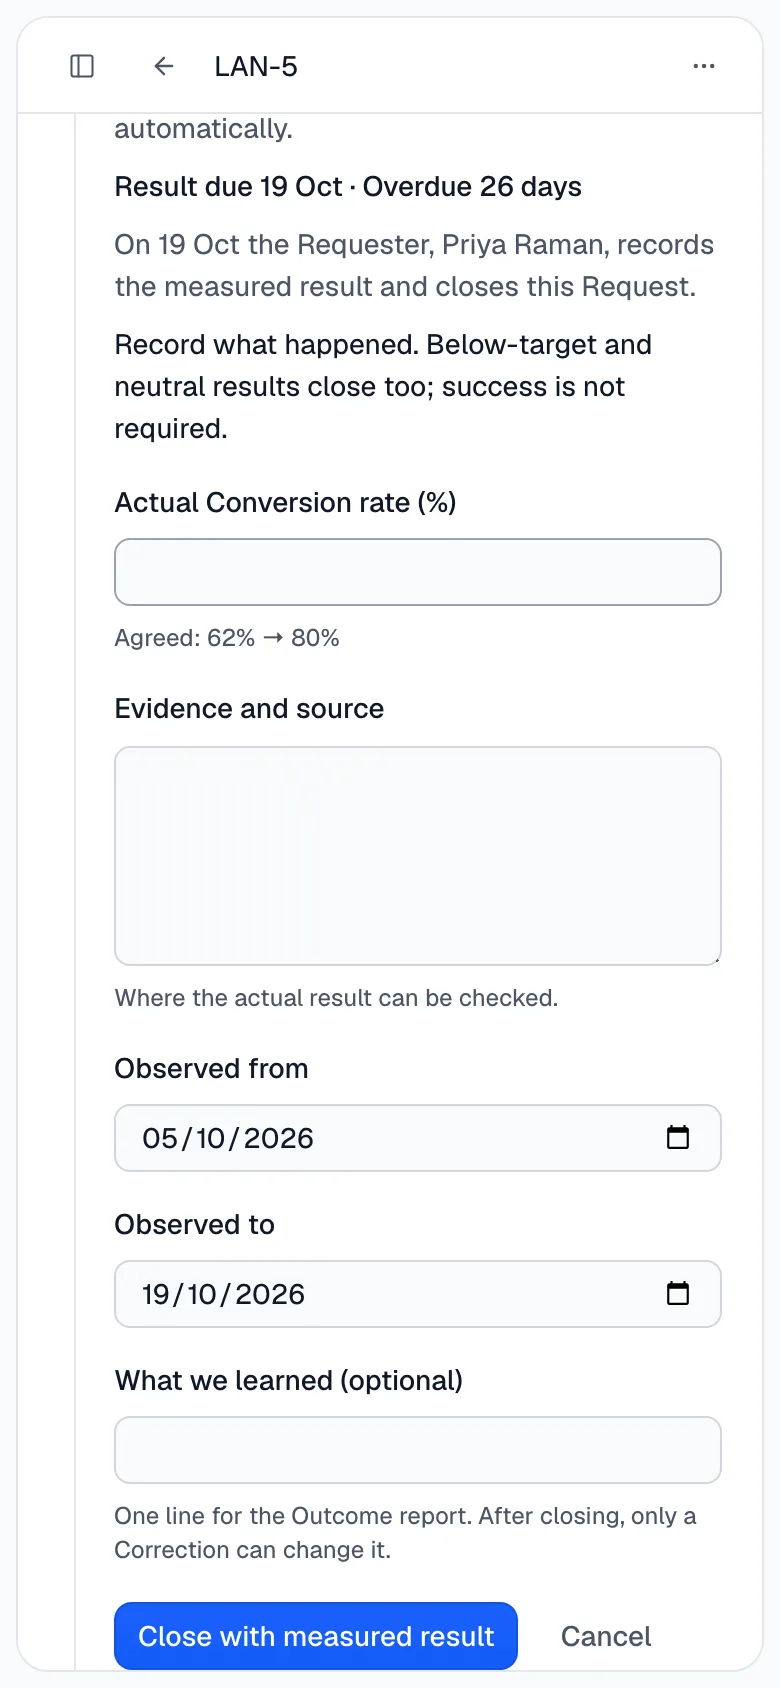 LAN-5
automatically.
Result due 19 Oct · Overdue 26 days
On 19 Oct the Requester, Priya Raman, records
the measured result and closes this Request.
Record what happened. Below-target and
neutral results close too; success is not
required.
Actual Conversion rate (%)
Agreed: 62% → 80%
Evidence and source
Where the actual result can be checked.
Observed from
05/10/2026
Observed to
19/10/2026
What we learned (optional)
One line for the Outcome report. After closing, only a
Correction can change it.
Close with measured result
Cancel